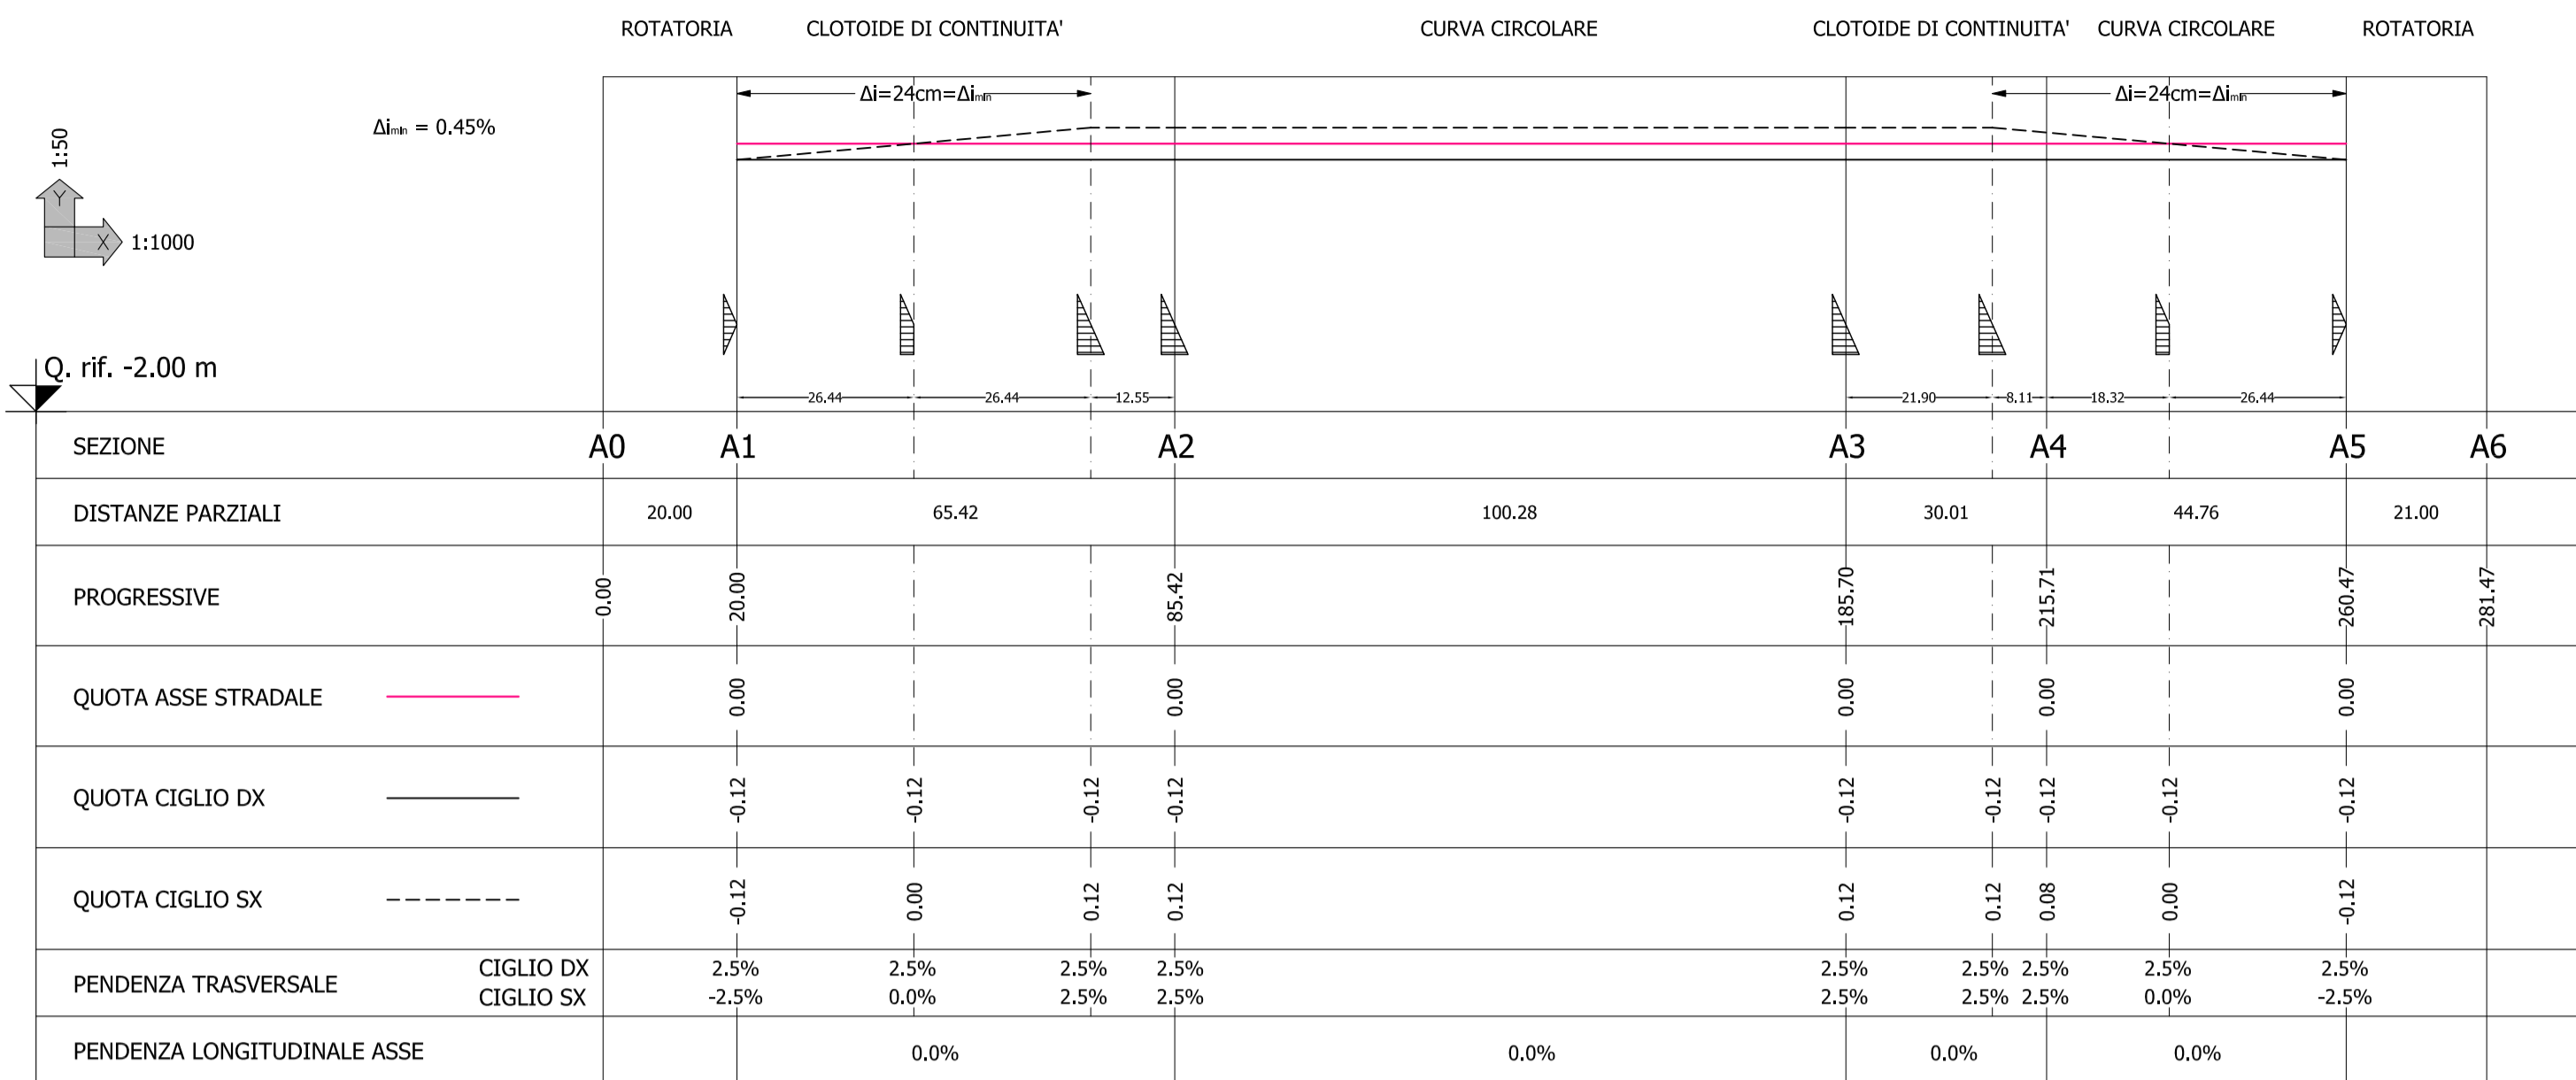 ROTATORIA CLOTOIDE DI CONTINUITA' CURVA CIRCOLARE CLOTOIDE DI CONTINUITA' CURVA CIRCOLARE ROTATORIA
Δi=24cm=Δimin Δi=24cm=Δimin
Δimin = 0.45%
1:50
Y
X 1:1000
Q. rif. -2.00 m
26.44 26.44 12.55 21.90 8.11 18.32 26.44
SEZIONE A0 A1 A2 A3 A4 A5 A6
DISTANZE PARZIALI 20.00 65.42 100.28 30.01 44.76 21.00
PROGRESSIVE 0.00 20.00 85.42 185.70 215.71 260.47 281.47
QUOTA ASSE STRADALE 0.00 0.00 0.00 0.00 0.00
QUOTA CIGLIO DX -0.12 -0.12 -0.12 -0.12 -0.12 -0.12 -0.12 -0.12 -0.12
QUOTA CIGLIO SX -0.12 0.00 0.12 0.12 0.12 0.12 0.08 0.00 -0.12
PENDENZA TRASVERSALE
CIGLIO DX 2.5% 2.5% 2.5% 2.5% 2.5% 2.5% 2.5% 2.5% 2.5%
CIGLIO SX -2.5% 0.0% 2.5% 2.5% 2.5% 2.5% 2.5% 0.0% -2.5%
PENDENZA LONGITUDINALE ASSE 0.0% 0.0% 0.0% 0.0%